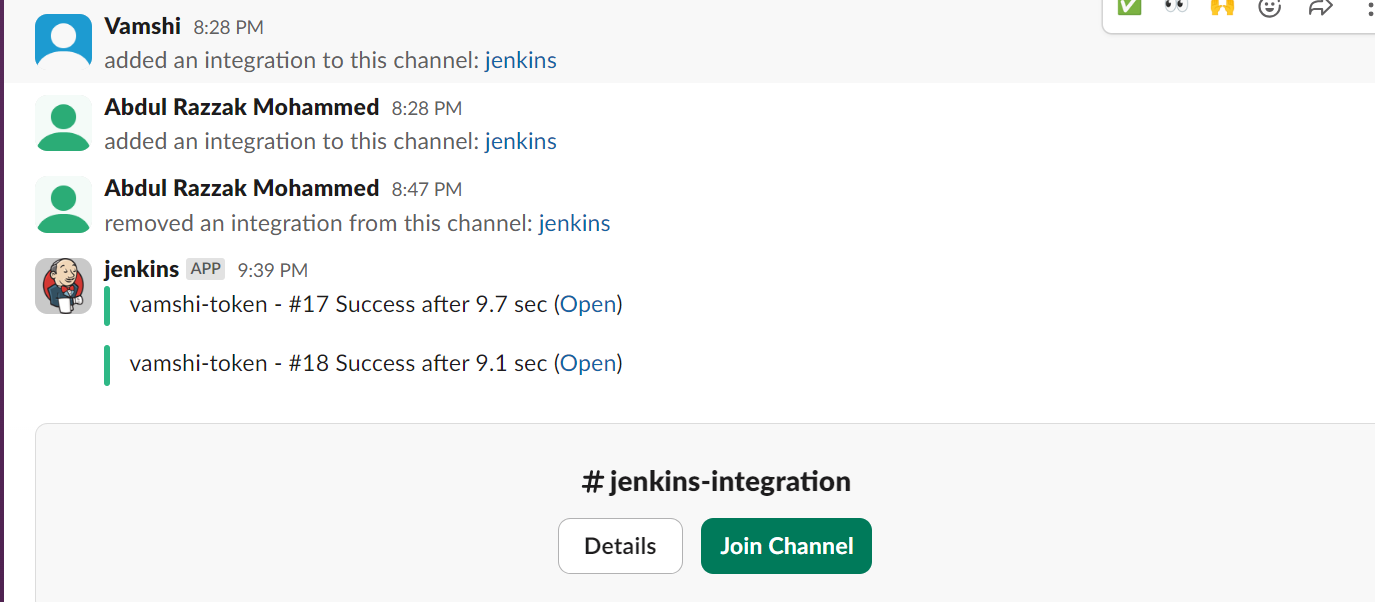 Vamshi 8:28 PM
added an integration to this channel: jenkins
Abdul Razzak Mohammed 8:28 PM
added an integration to this channel: jenkins
Abdul Razzak Mohammed 8:47 PM
removed an integration from this channel: jenkins
jenkins APP 9:39 PM
vamshi-token - #17 Success after 9.7 sec (Open)
vamshi-token - #18 Success after 9.1 sec (Open)
# jenkins-integration
Details Join Channel